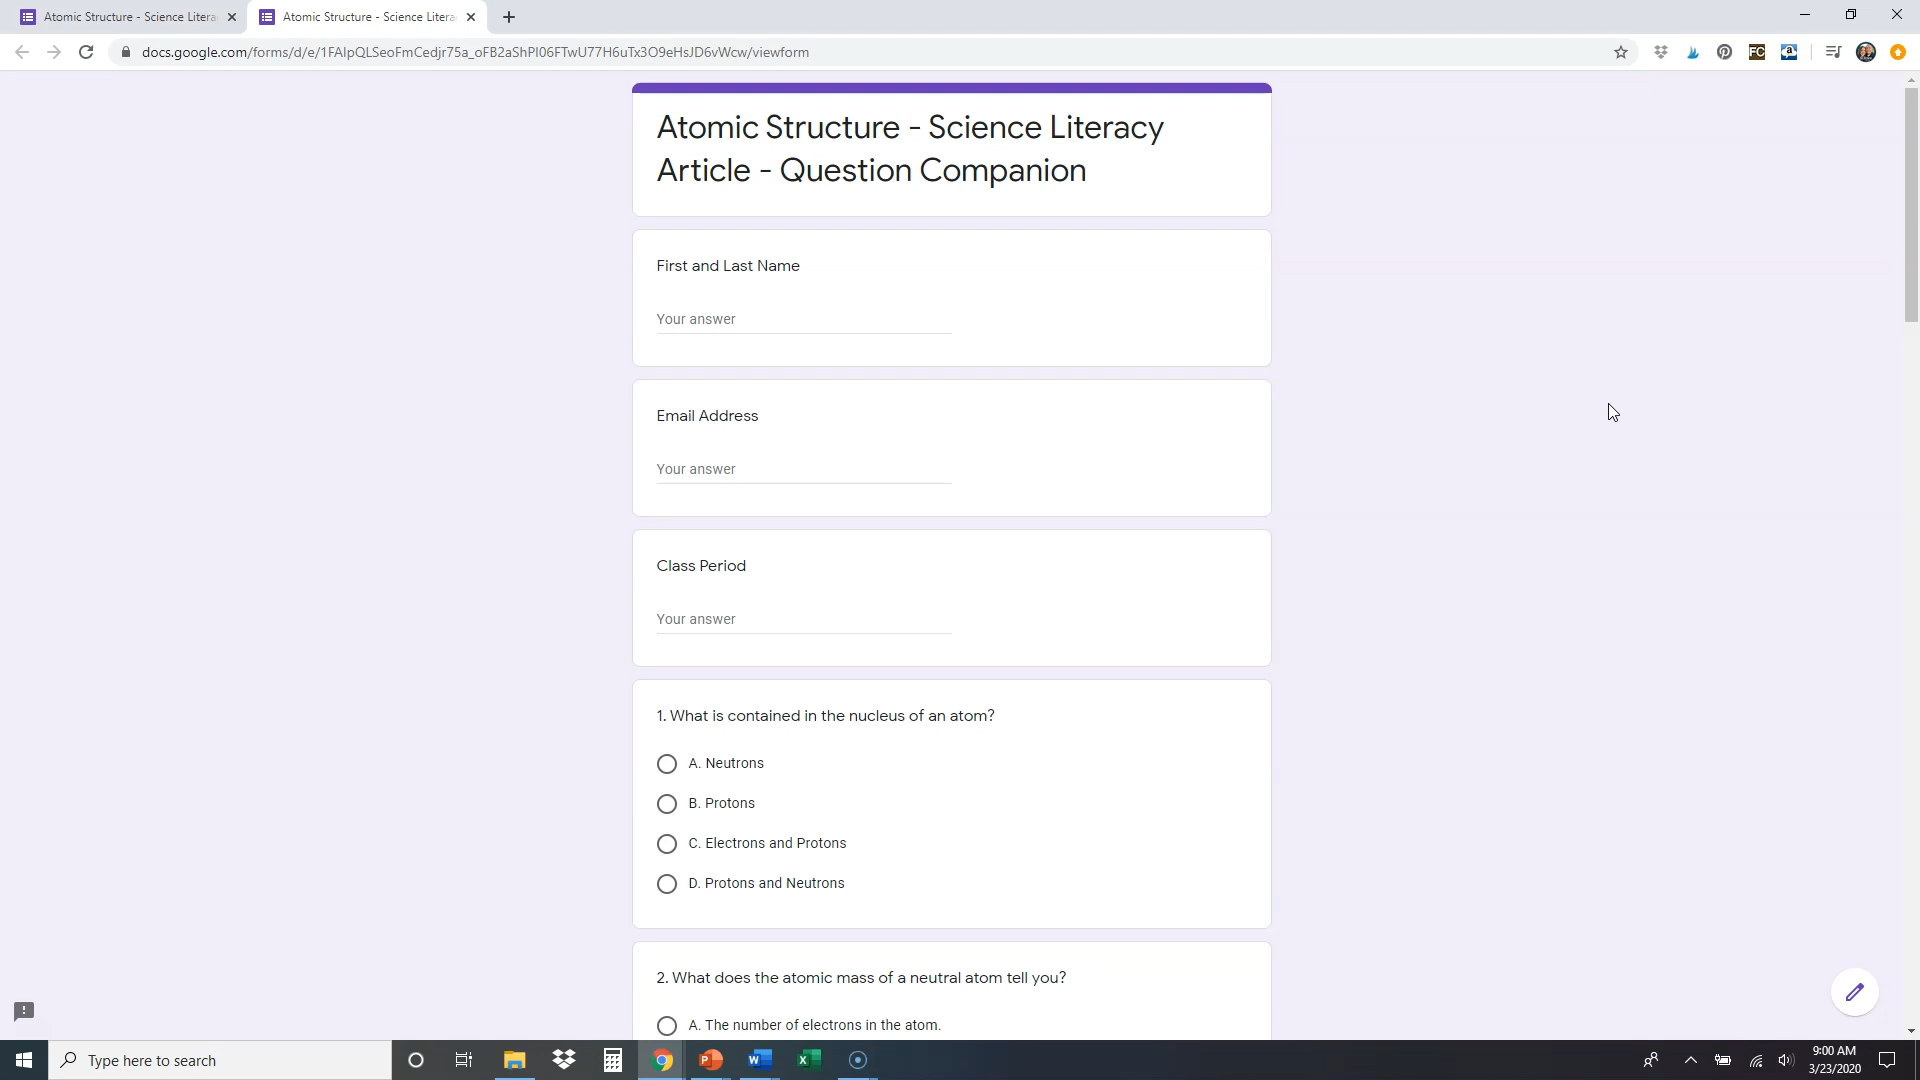 Atomic Structure - Science Litera
Atomic Structure - Science Litera
docs.google.com/forms/d/e/1FAIpQLSeoFmCedjr75a_oFB2aShPI06FTwU77H6uTx3O9eHsJD6vWcw/viewform
FC
a
Atomic Structure - Science Literacy
Article - Question Companion
First and Last Name
Your answer
Email Address
Your answer
Class Period
Your answer
1. What is contained in the nucleus of an atom?
A. Neutrons
B. Protons
C. Electrons and Protons
D. Protons and Neutrons
2. What does the atomic mass of a neutral atom tell you?
A. The number of electrons in the atom.
Type here to search
P
W
X
9:00 AM
3/23/2020